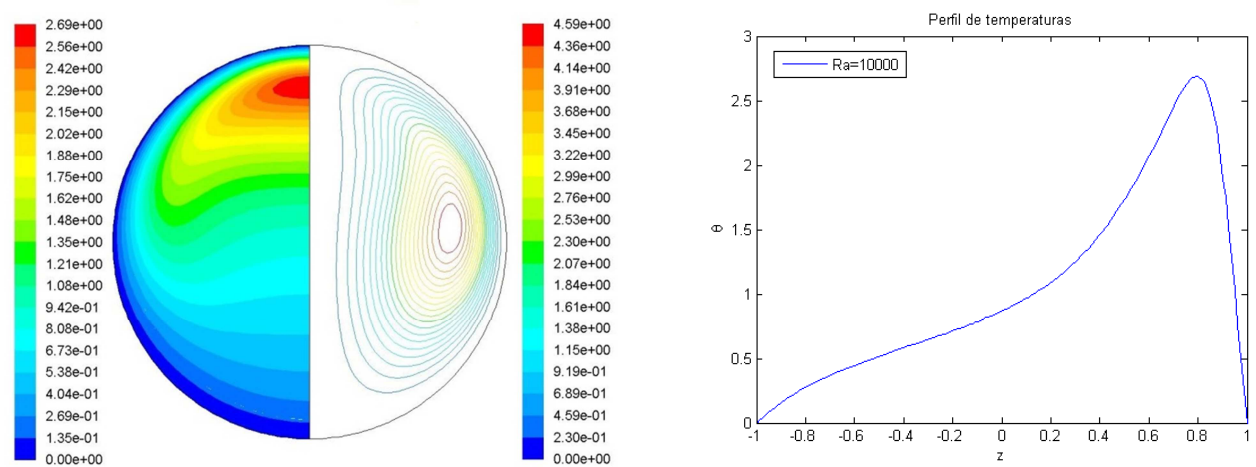 2.69e+00
2.56e+00
2.42e+00
2.29e+00
2.15e+00
2.02e+00
1.88e+00
1.75e+00
1.62e+00
1.48e+00
1.35e+00
1.21e+00
1.08e+00
9.42e-01
8.08e-01
6.73e-01
5.38e-01
4.04e-01
2.69e-01
1.35e-01
0.00e+00
4.59e+00
4.36e+00
4.14e+00
3.91e+00
3.68e+00
3.45e+00
3.22e+00
2.99e+00
2.76e+00
2.53e+00
2.30e+00
2.07e+00
1.84e+00
1.61e+00
1.38e+00
1.15e+00
9.19e-01
6.89e-01
4.59e-01
2.30e-01
0.00e+00
Perfil de temperaturas
Ra=10000
3
2.5
2
1.5
1
0.5
0
θ
-1
-0.8
-0.6
-0.4
-0.2
0
0.2
0.4
0.6
0.8
1
z